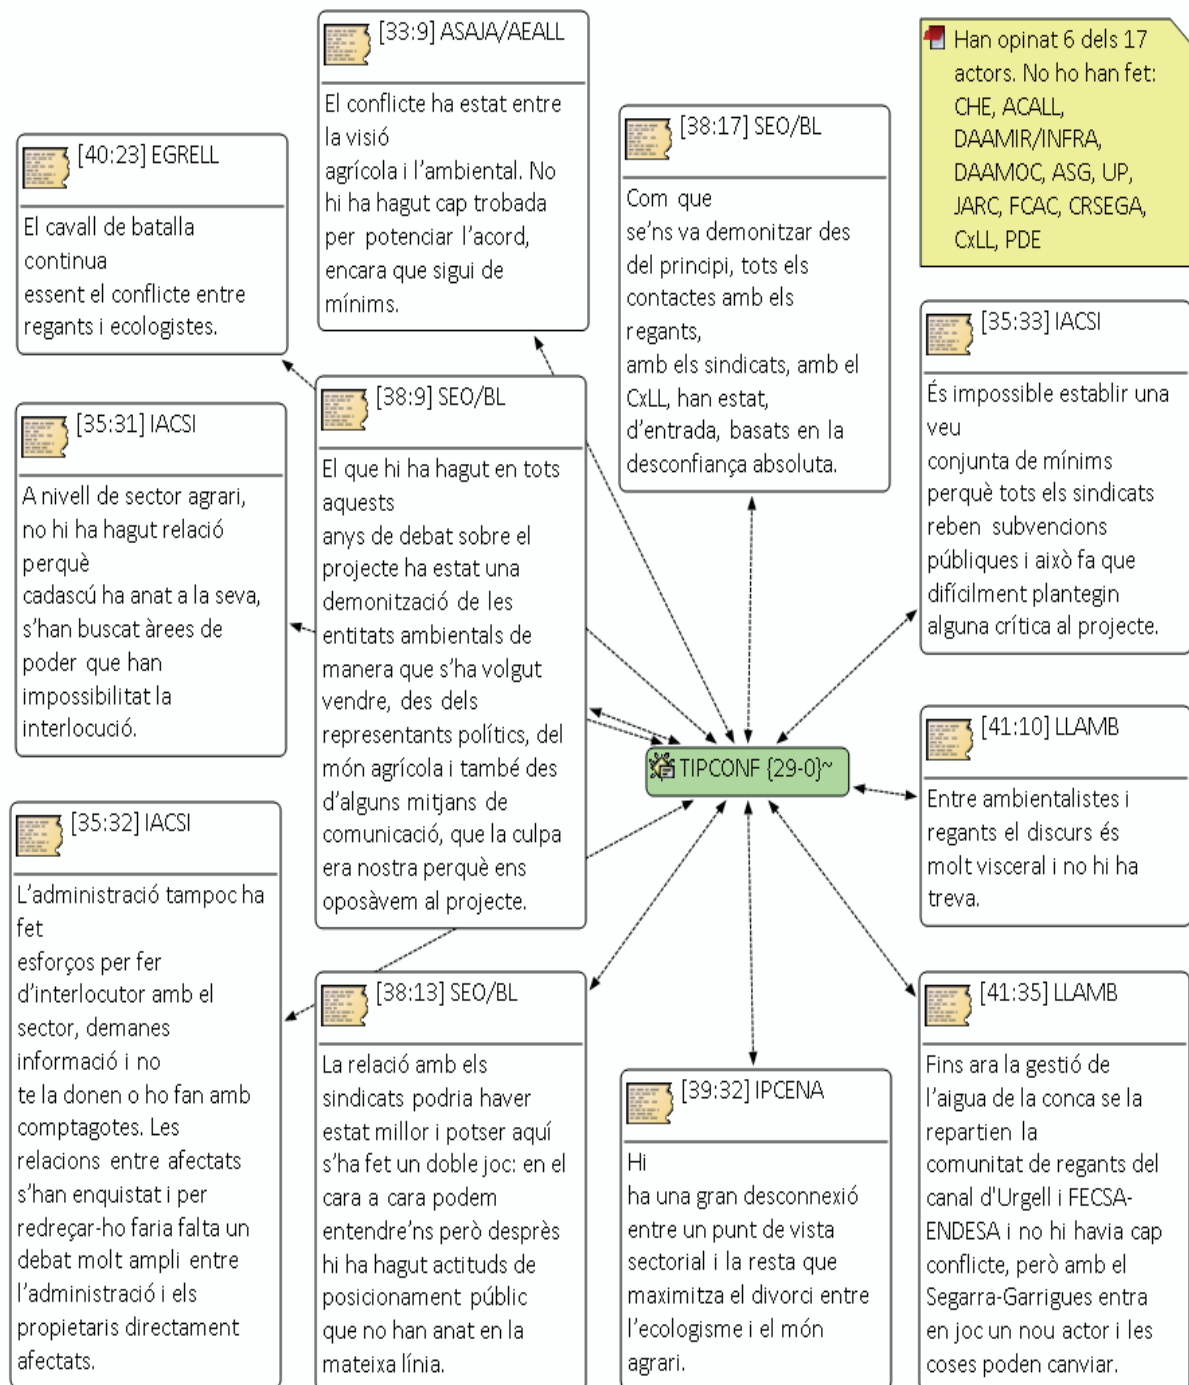 [33:9] ASAJA/AEALL
El conflicte ha estat entre
la visió
agrícola i l'ambiental. No
hi ha hagut cap trobada
per potenciar l'acord,
encara que sigui de
mínims.
Han opinat 6 dels 17
actors. No ho han fet:
CHE, ACALL,
DAAMIR/INFRA,
DAAMOC, ASG, UP,
JARC, FCAC, CRSEGA,
CxLL, PDE
[38:17] SEO/BL
Com que
se'ns va demonitzar des
del principi, tots els
contactes amb els
regants,
amb els sindicats, amb el
CxLL, han estat,
d'entrada, basats en la
desconfiança absoluta.
[40:23] EGRELL
El cavall de batalla
continua
essent el conflicte entre
regants i ecologistes.
[35:33] IACSI
És impossible establir una
veu
conjunta de mínims
perquè tots els sindicats
reben subvencions
públiques i això fa que
difícilment plantegin
alguna crítica al projecte.
[38:9] SEO/BL
El que hi ha hagut en tots
aquests
anys de debat sobre el
projecte ha estat una
demonització de les
entitats ambientals de
manera que s'ha volgut
vendre, des dels
representants polítics, del
món agrícola i també des
d'alguns mitjans de
comunicació, que la culpa
era nostra perquè ens
oposàvem al projecte.
[35:31] IACSI
A nivell de sector agrari,
no hi ha hagut relació
perquè
cadascú ha anat a la seva,
s'han buscat àrees de
poder que han
impossibilitat la
interlocució.
TIPCONF {29-0}~
[41:10] LLAMB
Entre ambientalistes i
regants el discurs és
molt visceral i no hi ha
treva.
[35:32] IACSI
L'administració tampoc ha
fet
esforços per fer
d'interlocutor amb el
sector, demanes
informació i no
te la donen o ho fan amb
comptagotes. Les
relacions entre afectats
s'han enquistat i per
redreçar-ho faria falta un
debat molt ampli entre
l'administració i els
propietaris directament
afectats.
[38:13] SEO/BL
La relació amb els
sindicats podria haver
estat millor i potser aquí
s'ha fet un doble joc: en el
cara a cara podem
entendre'ns però desprès
hi ha hagut actituds de
posicionament públic
que no han anat en la
mateixa línia.
[39:32] IPCENA
Hi
ha una gran desconnexió
entre un punt de vista
sectorial i la resta que
maximitza el divorci entre
l'ecologisme i el món
agrari.
[41:35] LLAMB
Fins ara la gestió de
l'aigua de la conca se la
repartien la
comunitat de regants del
canal d'Urgell i FECSA-
ENDESA i no hi havia cap
conflicte, però amb el
Segarra-Garrigues entra
en joc un nou actor i les
coses poden canviar.